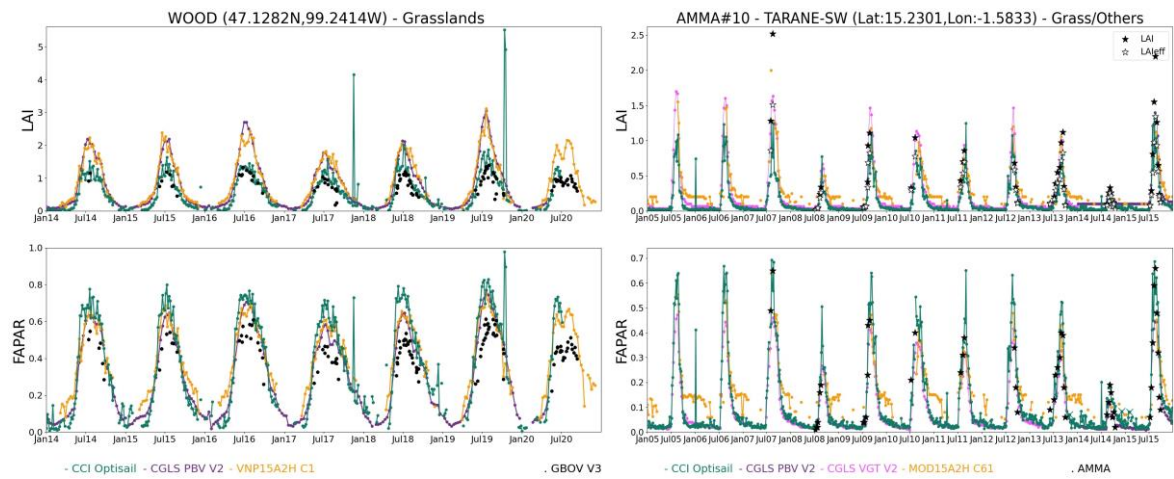 WOOD (47.1282N,99.2414W) - Grasslands
LAI
5
4
3
2
1
0
Jan14 Jul14 Jan15 Jul15 Jan16 Jul16 Jan17 Jul17 Jan18 Jul18 Jan19 Jul19 Jan20 Jul20
FAPAR
1.0
0.8
0.6
0.4
0.2
0.0
Jan14 Jul14 Jan15 Jul15 Jan16 Jul16 Jan17 Jul17 Jan18 Jul18 Jan19 Jul19 Jan20 Jul20
- CCI Optisail - CGLS PBV V2 - VNP15A2H C1 . GBOV V3
AMMA#10 - TARANE-SW (Lat:15.2301,Lon:-1.5833) - Grass/Others
LAI
LAIeff
LAI
2.5
2.0
1.5
1.0
0.5
0.0
Jan05 Jul05 Jan06 Jul06 Jan07 Jul07 Jan08 Jul08 Jan09 Jul09 Jan10 Jul10 Jan11 Jul11 Jan12 Jul12 Jan13 Jul13 Jan14 Jul14 Jan15 Jul15
FAPAR
0.7
0.6
0.5
0.4
0.3
0.2
0.1
0.0
Jan05 Jul05 Jan06 Jul06 Jan07 Jul07 Jan08 Jul08 Jan09 Jul09 Jan10 Jul10 Jan11 Jul11 Jan12 Jul12 Jan13 Jul13 Jan14 Jul14 Jan15 Jul15
- CCI Optisail - CGLS PBV V2 - CGLS VGT V2 - MOD15A2H C61 . AMMA